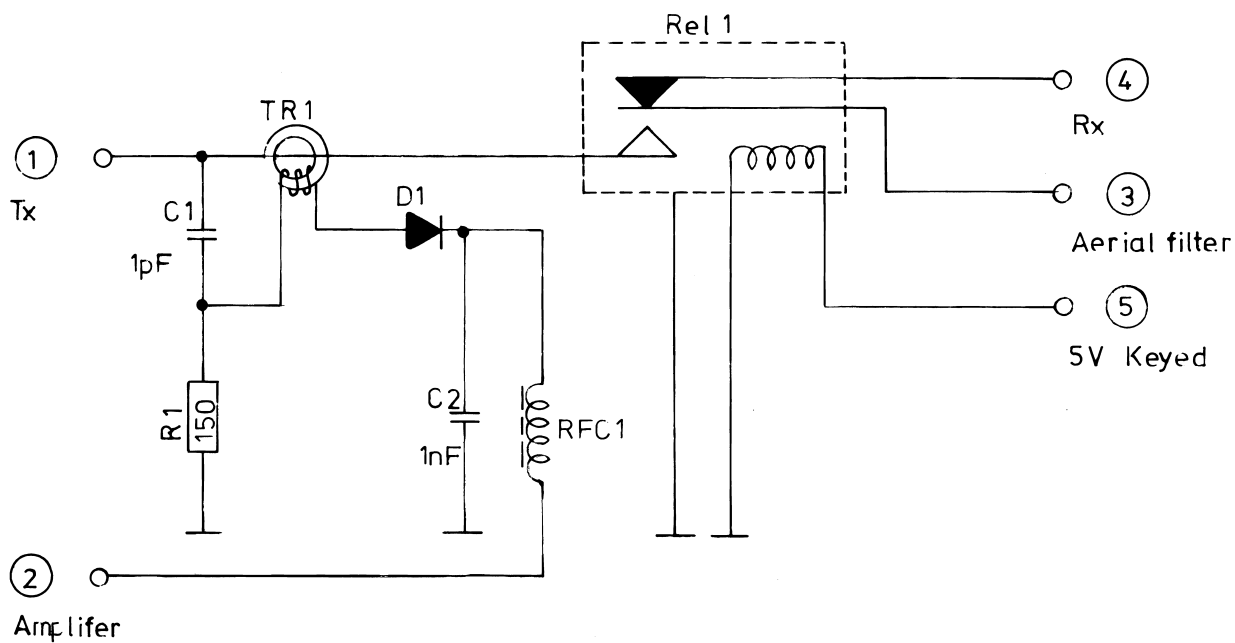 Rel 1
TR1
4
Rx
1
Tx
C1
1pF
D1
3
Aerial filter
5
5V Keyed
R1
150
C2
1nF
RFC1
2
Amplifer